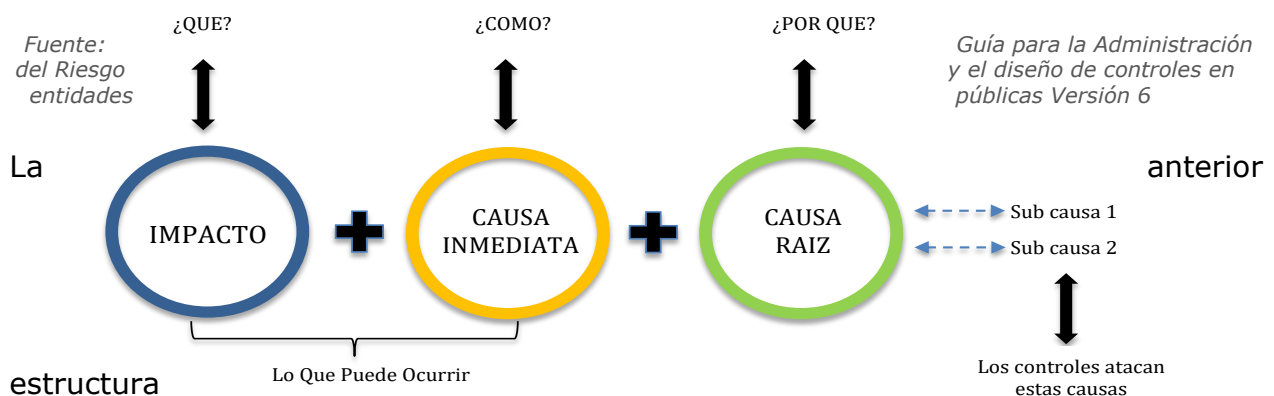 ¿QUE?
¿COMO?
¿POR QUE?
Fuente:
del Riesgo
entidades
Guía para la Administración
y el diseño de controles en
públicas Versión 6
La
anterior
IMPACTO
CAUSA
INMEDIATA
CAUSA
RAIZ
Sub causa 1
Sub causa 2
Lo Que Puede Ocurrir
Los controles atacan
estas causas
estructura